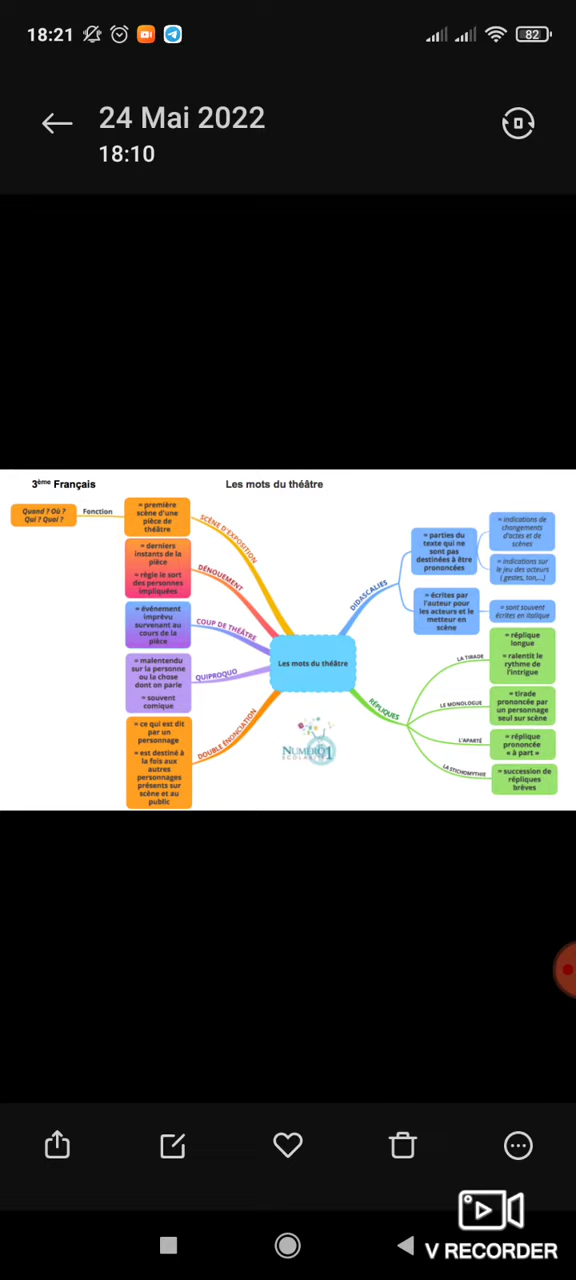 18:21
82
24 Mai 2022
18:10
3ème Français
Les mots du théâtre
Quand ? Où ?
Qui ? Quoi ?
Fonction
= première
scène d'une
pièce de
théâtre
SCÈNE D'EXPOSITION
= derniers
instants de la
pièce
= règle le sort
des personnes
impliquées
DÉNOUEMENT
= événement
imprévu
survenant au
cours de la
pièce
COUP DE THÉÂTRE
= malentendu
sur la personne
ou la chose
dont on parle
= souvent
comique
QUIPROQUO
= ce qui est dit
par un
personnage
= est destiné à
la fois aux
autres
personnages
présents sur
scène et au
public
DOUBLE ÉNONCIATION
Les mots du théâtre
NUMÉRO 1
SCOLARITÉ
DIDASCALIES
= parties du
texte qui ne
sont pas
destinées à être
prononcées
= indications de
changements
d'actes et de
scènes
= indications sur
le jeu des acteurs
( gestes, ton,...)
= écrites par
l'auteur pour
les acteurs et le
metteur en
scène
= sont souvent
écrites en italique
RÉPLIQUES
LA TIRADE
= réplique
longue
= ralentit le
rythme de
l'intrigue
LE MONOLOGUE
= tirade
prononcée par
un personnage
seul sur scène
L'APARTÉ
= réplique
prononcée
« à part »
LA STICHOMYTHIE
= succession de
répliques
brèves
V RECORDER